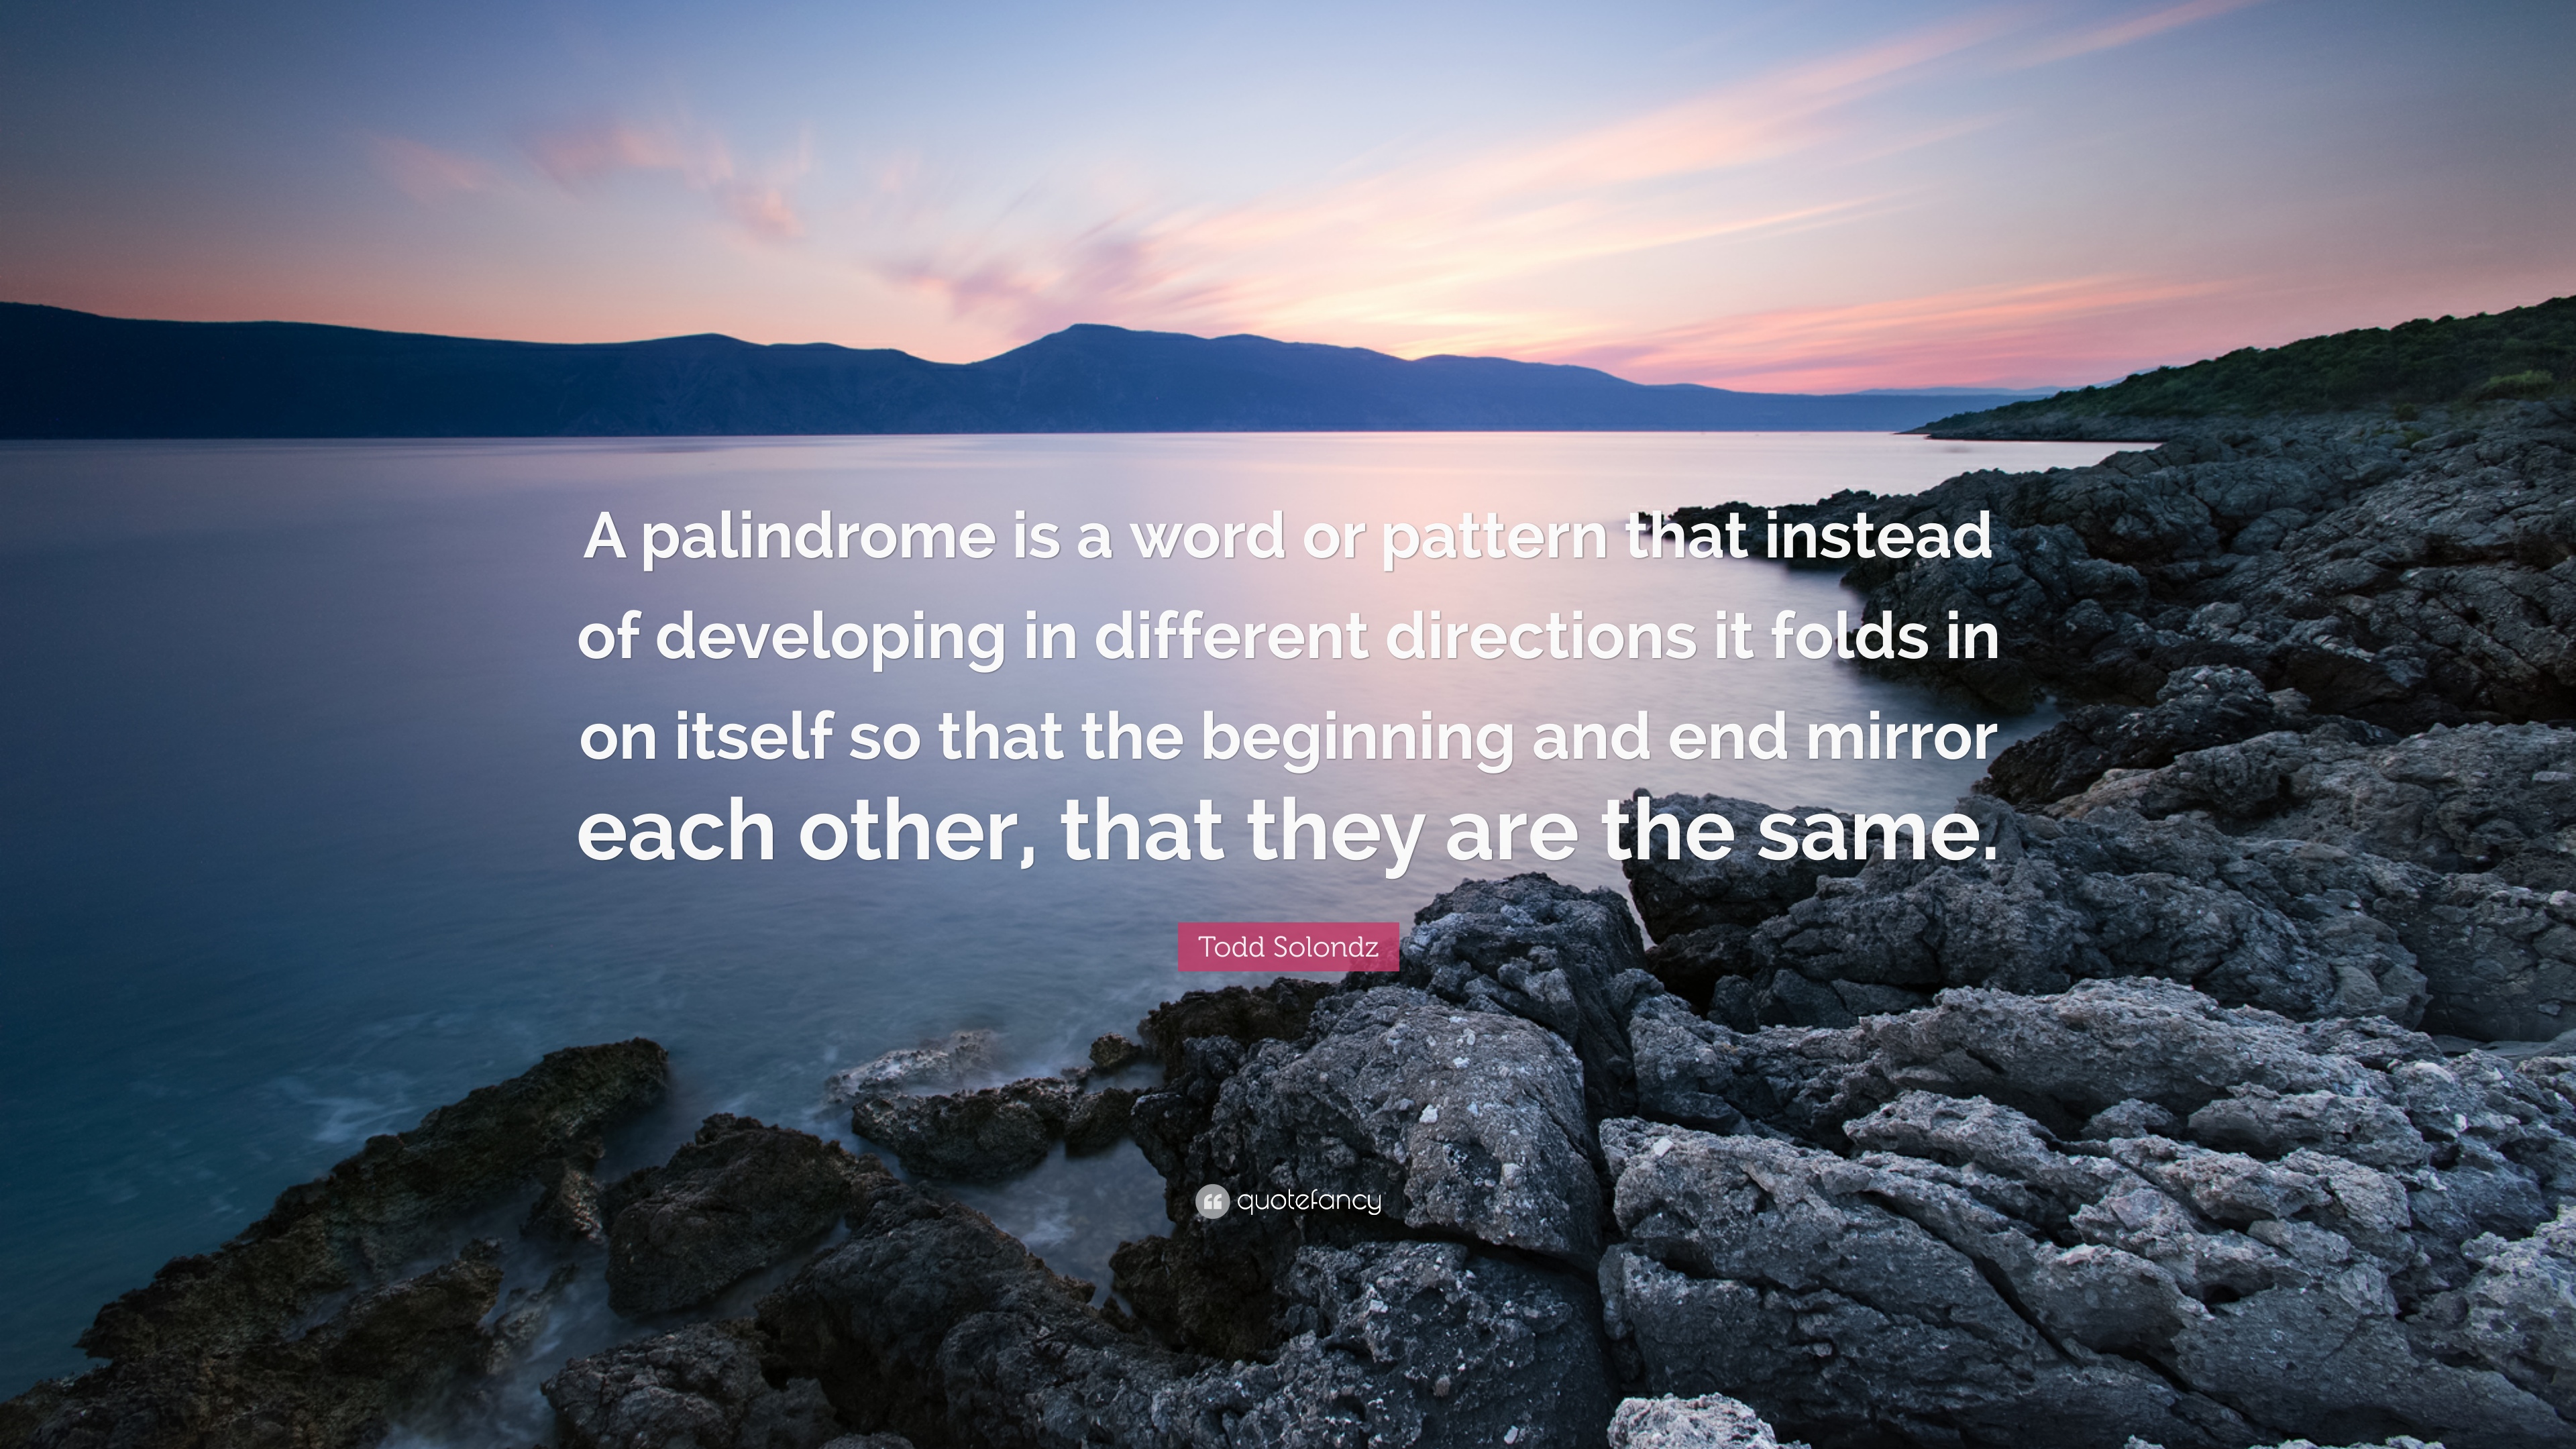 A palindrome is a word or pattern that instead
of developing in different directions it folds in
on itself so that the beginning and end mirror
each other, that they are the same.
Todd Solondz
quotefancy